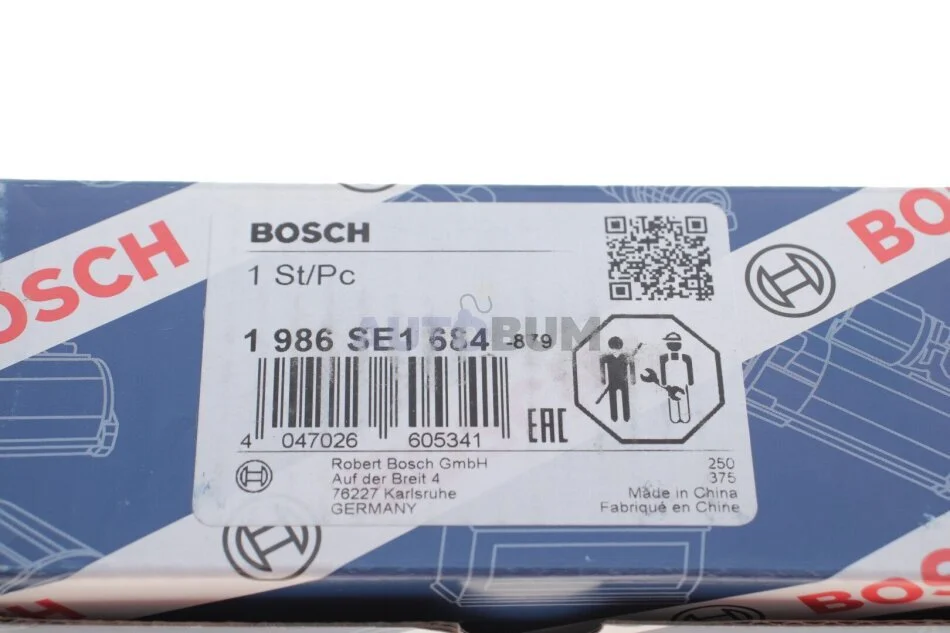 BOSCH
BOSCH
BOSCH
1 St/Pc
1 986 SE1 684 -879
AUTOBUM
4 047026 605341
EAC
Robert Bosch GmbH
Auf der Breit 4
76227 Karlsruhe
GERMANY
250
375
Made in China
Fabriqué en Chine
BOSCH